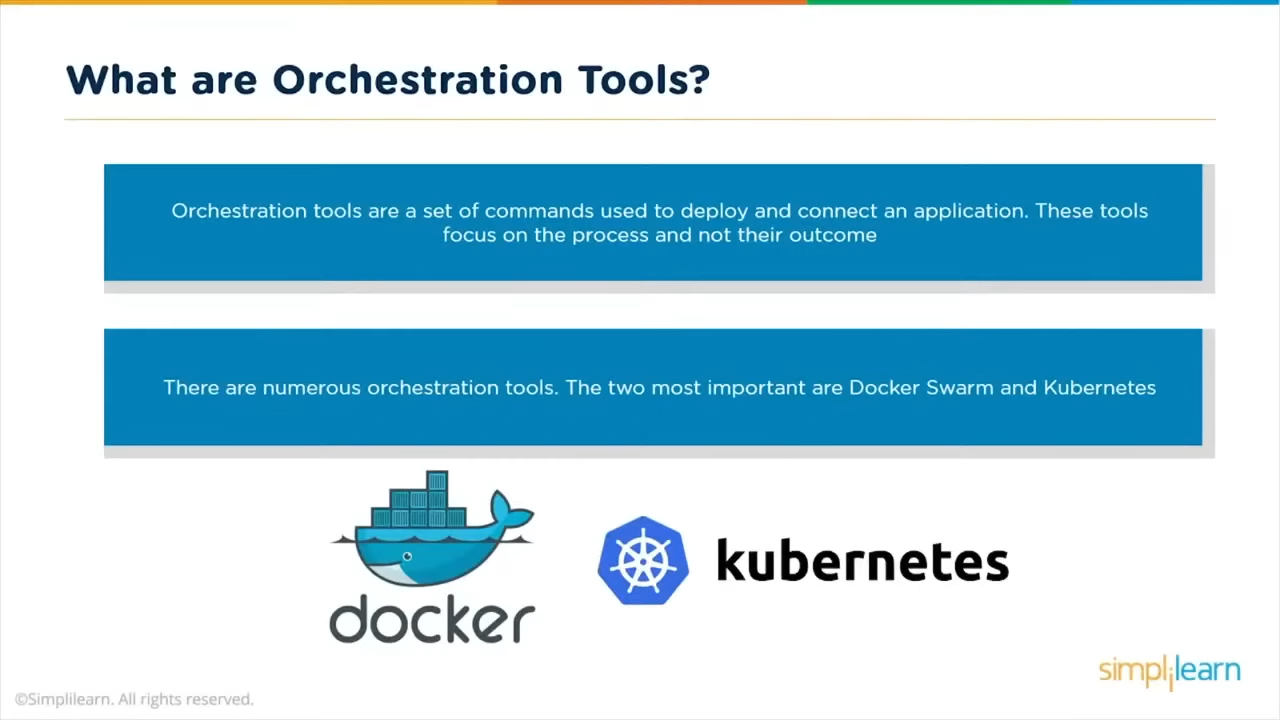 What are Orchestration Tools?
Orchestration tools are a set of commands used to deploy and connect an application. These tools
focus on the process and not their outcome
There are numerous orchestration tools. The two most important are Docker Swarm and Kubernetes
docker
kubernetes
simplilearn
©Simplilearn. All rights reserved.